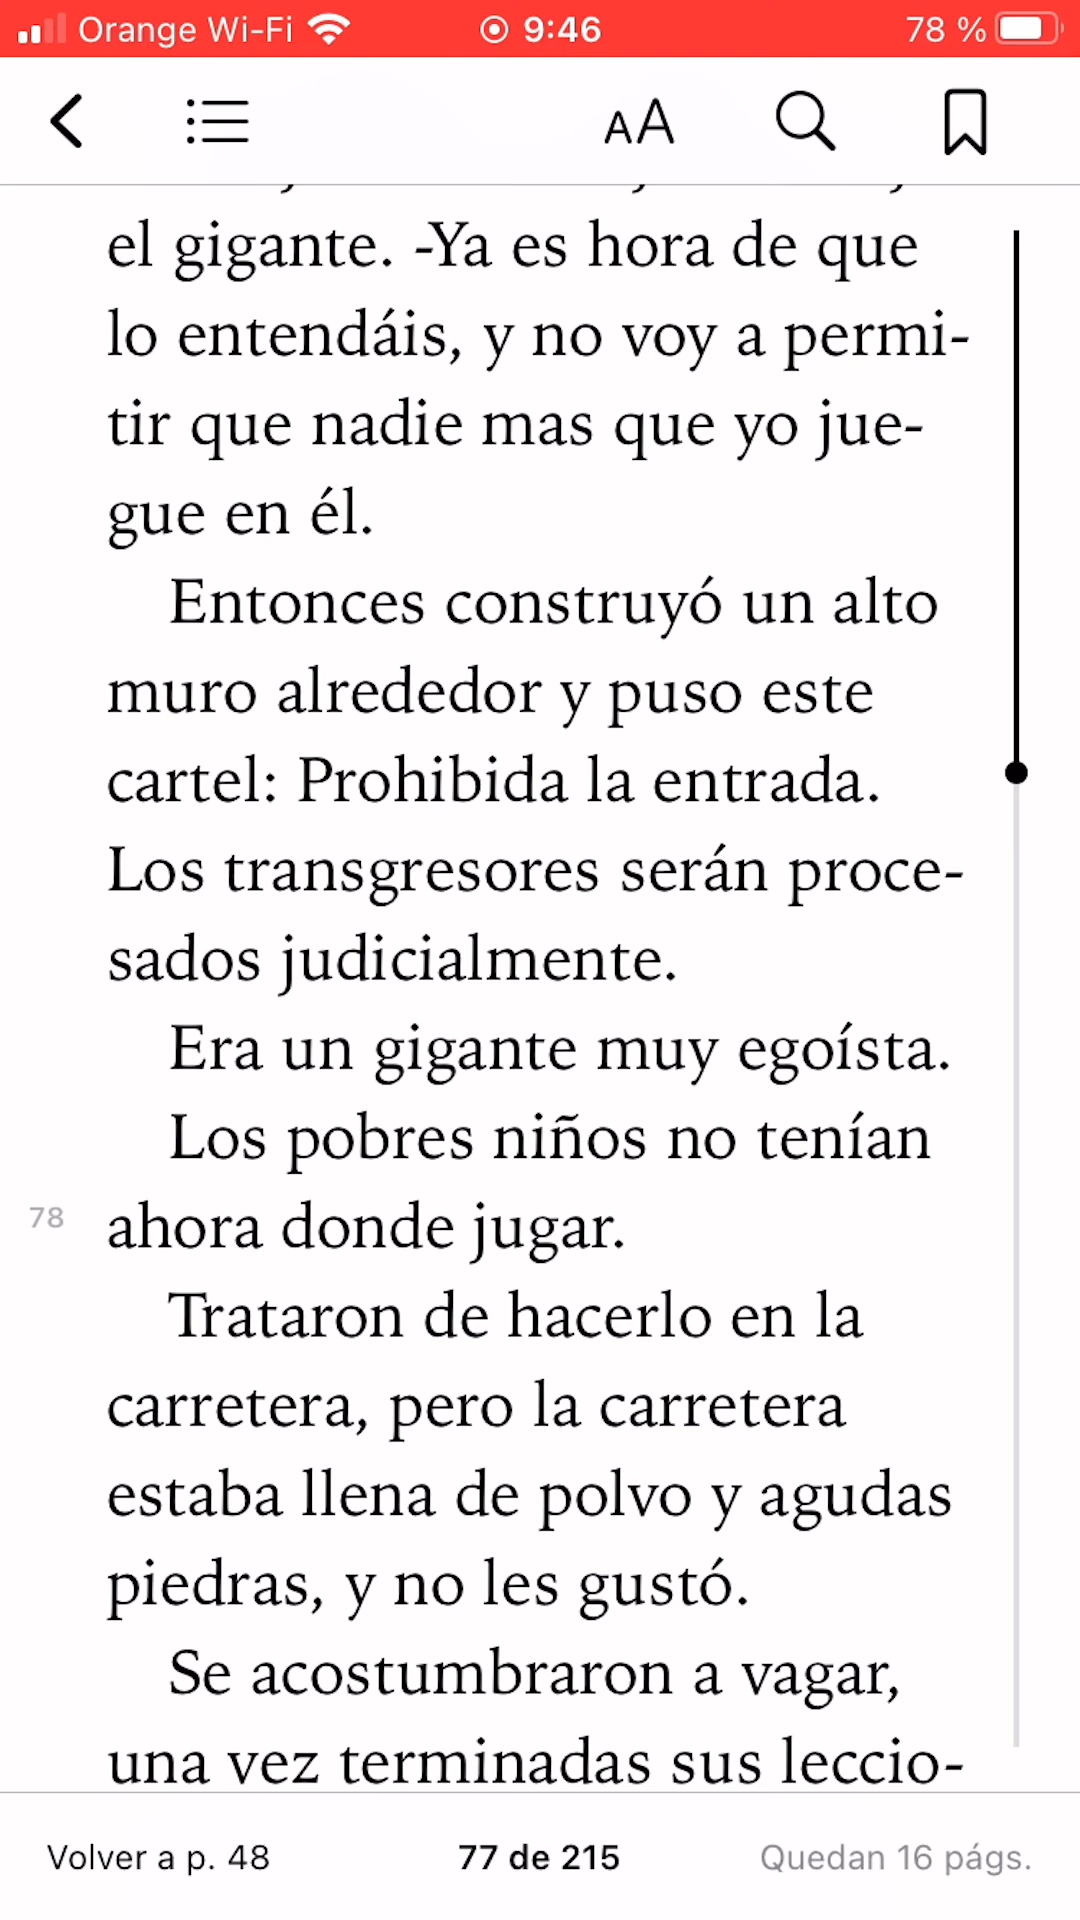 Orange Wi-Fi 9:46 78 %
AA
el gigante. -Ya es hora de que
lo entendáis, y no voy a permi-
tir que nadie mas que yo jue-
gue en él.
Entonces construyó un alto
muro alrededor y puso este
cartel: Prohibida la entrada.
Los transgresores serán proce-
sados judicialmente.
Era un gigante muy egoísta.
Los pobres niños no tenían
78 ahora donde jugar.
Trataron de hacerlo en la
carretera, pero la carretera
estaba llena de polvo y agudas
piedras, y no les gustó.
Se acostumbraron a vagar,
una vez terminadas sus leccio-
Volver a p. 48 77 de 215 Quedan 16 págs.